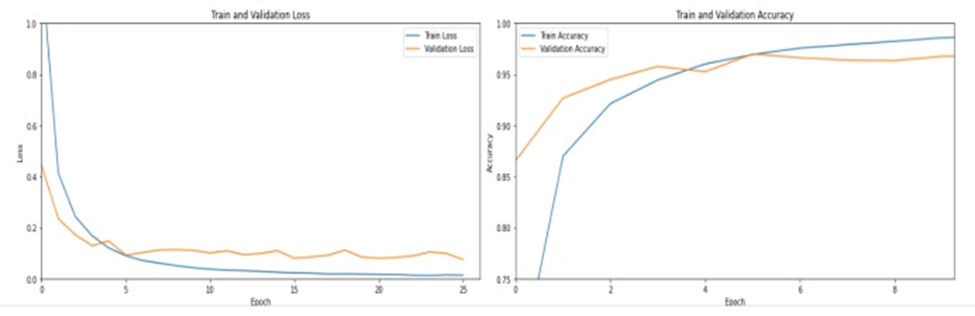 Train and Validation Loss
1.0
0.8
0.6
0.4
0.2
0.0
Loss
Train Loss
Validation Loss
0 5 10 15 20 25
Epoch
Train and Validation Accuracy
1.00
0.95
0.90
0.85
0.80
0.75
Accuracy
Train Accuracy
Validation Accuracy
0 2 4 6 8
Epoch